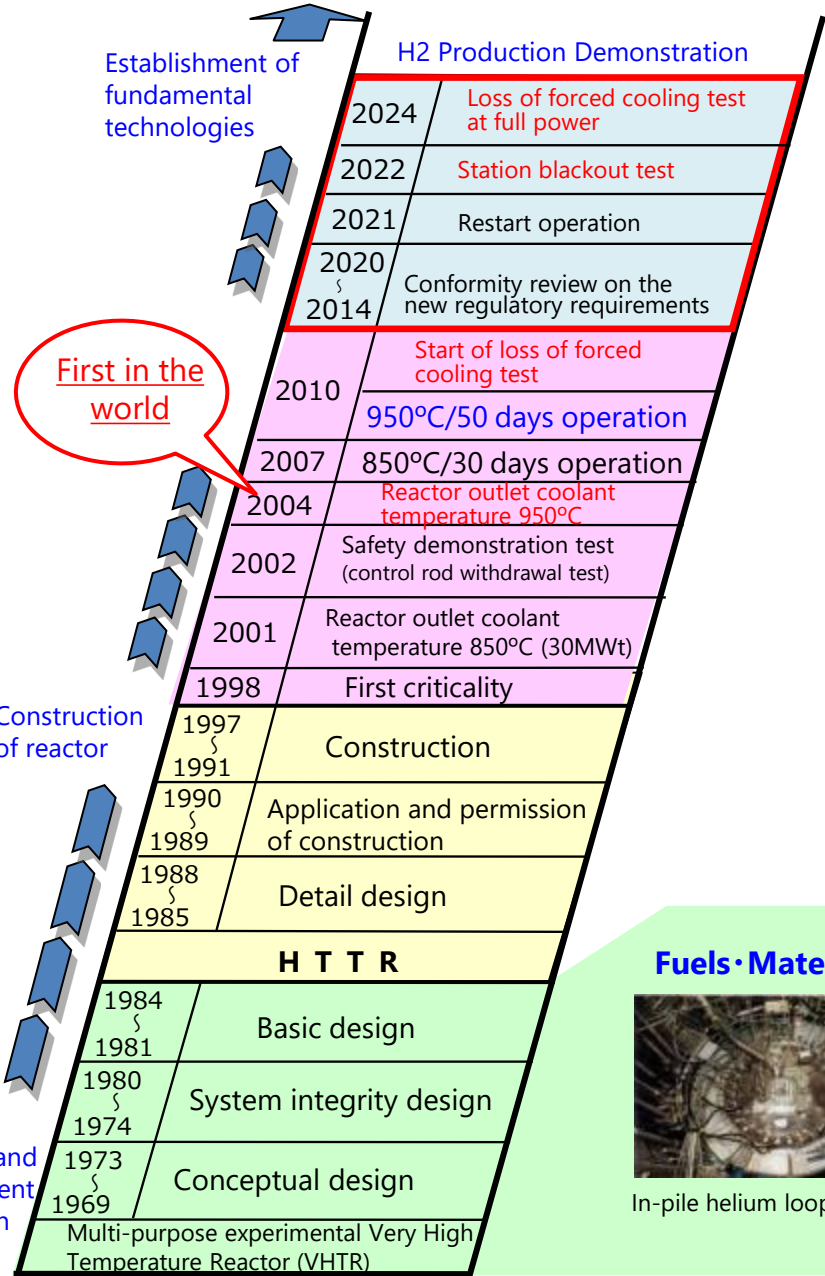 H2 Production Demonstration
Establishment of
fundamental
technologies
2024
Loss of forced cooling test
at full power
2022
Station blackout test
2021
Restart operation
2020
~
2014
Conformity review on the
new regulatory requirements
First in the
world
2010
Start of loss of forced
cooling test
950ºC/50 days operation
2007
850ºC/30 days operation
2004
Reactor outlet coolant
temperature 950ºC
2002
Safety demonstration test
(control rod withdrawal test)
2001
Reactor outlet coolant
temperature 850ºC (30MWt)
1998
First criticality
Construction
of reactor
1997
~
1991
Construction
1990
~
1989
Application and permission
of construction
1988
~
1985
Detail design
H T T R
1984
~
1981
Basic design
1980
~
1974
System integrity design
and
1973
~
1969
Conceptual design
Multi-purpose experimental Very High
Temperature Reactor (VHTR)
Fuels・Mate
In-pile helium loop